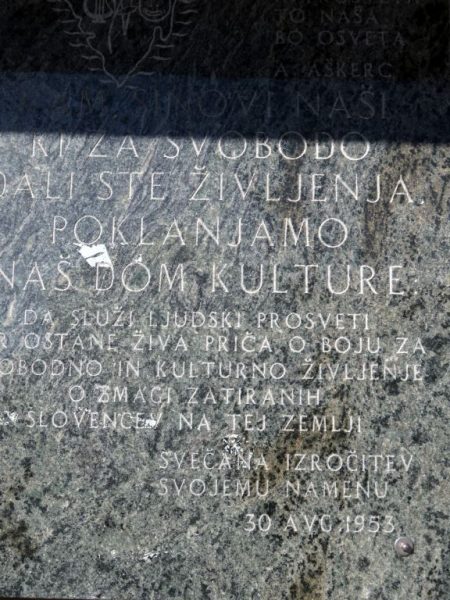 TO NAŠA
BO OSVETA
A. AŠKERC
VAM SINOVI NAŠI
KI ZA SVOBODO
DALI STE ŽIVLJENJA,
POKLANJAMO
NAŠ DOM KULTURE
DA SLUŽI LJUDSKI PROSVETI
OSTANE ŽIVA PRIČA O BOJU ZA
SVOBODNO IN KULTURNO ŽIVLJENJE
O ZMAGI ZATIRANIH
SLOVENCEV NA TEJ ZEMLJI
SVEČANA IZROČITEV
SVOJEMU NAMENU
30 AVG. 1953